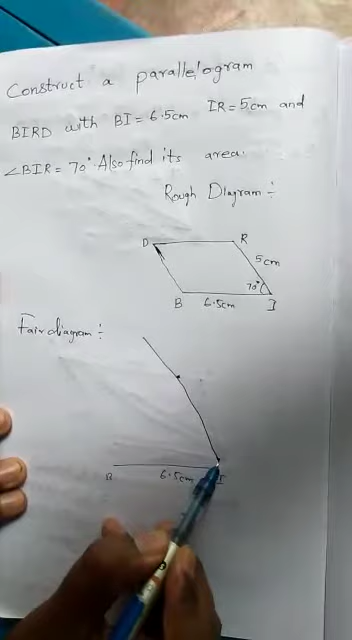 Construct a parallelogram
BIRD with BI = 6.5cm IR = 5cm and
∠BIR = 70°. Also find its area.
Rough Diagram :-
D R
5cm
70°
B 6.5cm I
Fair diagram :-
B 6.5cm I